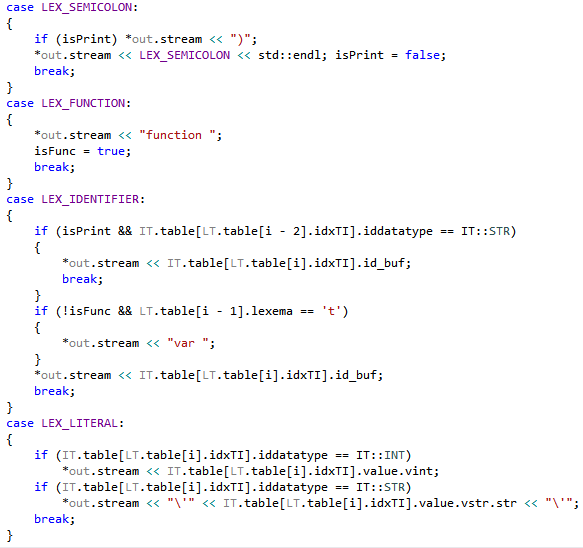 case LEX_SEMICOLON:
{
    if (isPrint) *out.stream << ")";
    *out.stream << LEX_SEMICOLON << std::endl; isPrint = false;
    break;
}
case LEX_FUNCTION:
{
    *out.stream << "function ";
    isFunc = true;
    break;
}
case LEX_IDENTIFIER:
{
    if (isPrint && IT.table[LT.table[i - 2].idxTI].iddatatype == IT::STR)
    {
        *out.stream << IT.table[LT.table[i].idxTI].id_buf;
        break;
    }
    if (!isFunc && LT.table[i - 1].lexema == 't')
    {
        *out.stream << "var ";
    }
    *out.stream << IT.table[LT.table[i].idxTI].id_buf;
    break;
}
case LEX_LITERAL:
{
    if (IT.table[LT.table[i].idxTI].iddatatype == IT::INT)
        *out.stream << IT.table[LT.table[i].idxTI].value.vint;
    if (IT.table[LT.table[i].idxTI].iddatatype == IT::STR)
        *out.stream << "\'" << IT.table[LT.table[i].idxTI].value.vstr.str << "\'";
    break;
}